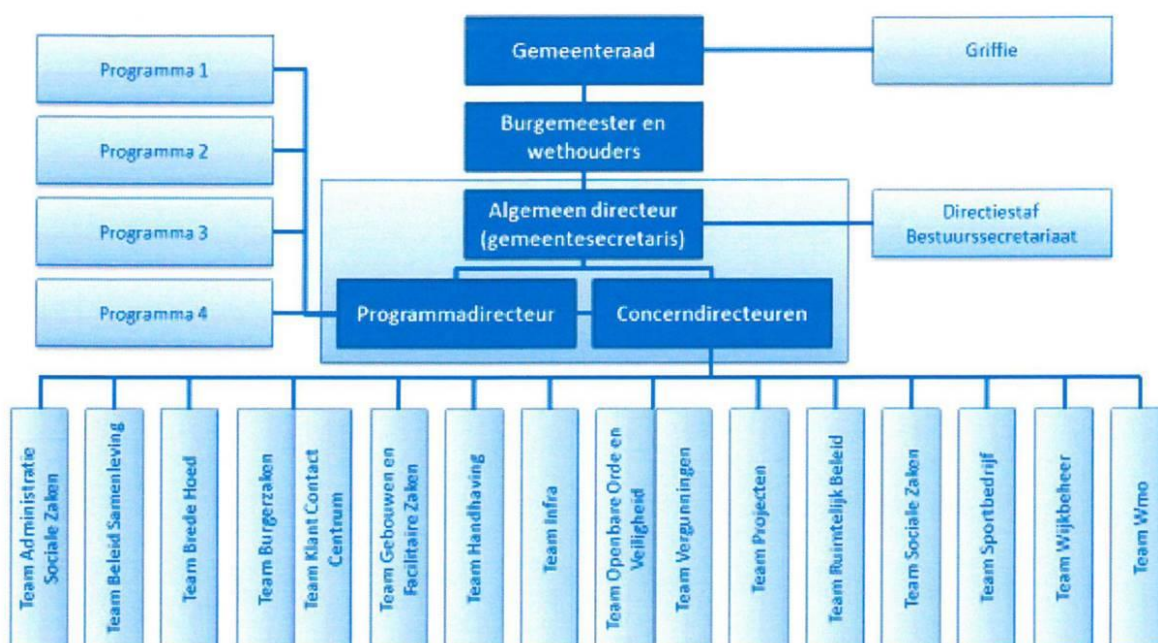 Programma 1
Gemeenteraad
Griffie
Programma 2
Burgemeester en
wethouders
Programma 3
Algemeen directeur
(gemeentesecretaris)
Directiestaf
Bestuurssecretariaat
Programma 4
Programmadirecteur
Concerndirecteuren
Team Administratie
Sociale Zaken
Team Beleid Samenleving
Team Brede Hoed
Team Burgerzaken
Team Klant Contact
Centrum
Team Gebouwen en
Facilitaire Zaken
Team Handhaving
Team Infra
Team Openbare Orde en
Veiligheid
Team Vergunningen
Team Projecten
Team Ruimtelijk Beleid
Team Sociale Zaken
Team Sportbedrijf
Team Wijkbeheer
Team Wmo